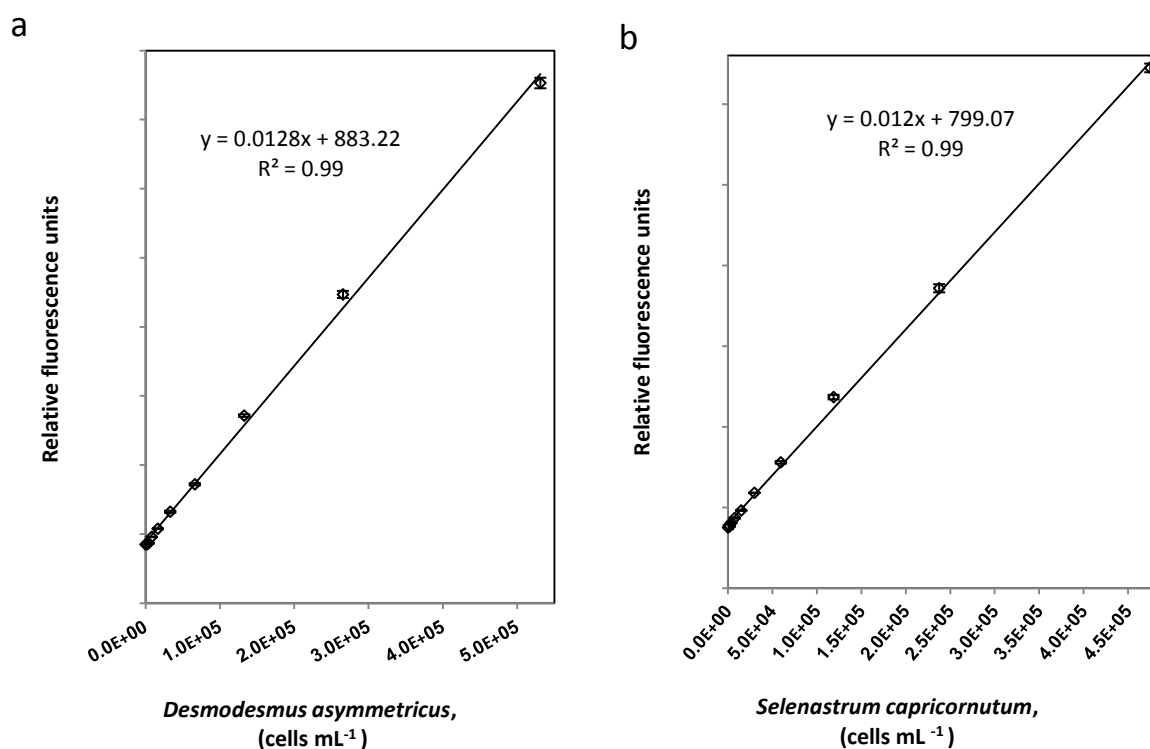 a
y = 0.0128x + 883.22
R² = 0.99
Relative fluorescence units
0.0E+00
1.0E+05
2.0E+05
3.0E+05
4.0E+05
5.0E+05
Desmodesmus asymmetricus,
(cells mL⁻¹)
b
y = 0.012x + 799.07
R² = 0.99
Relative fluorescence units
0.0E+00
5.0E+04
1.0E+05
1.5E+05
2.0E+05
2.5E+05
3.0E+05
3.5E+05
4.0E+05
4.5E+05
Selenastrum capricornutum,
(cells mL ⁻¹)